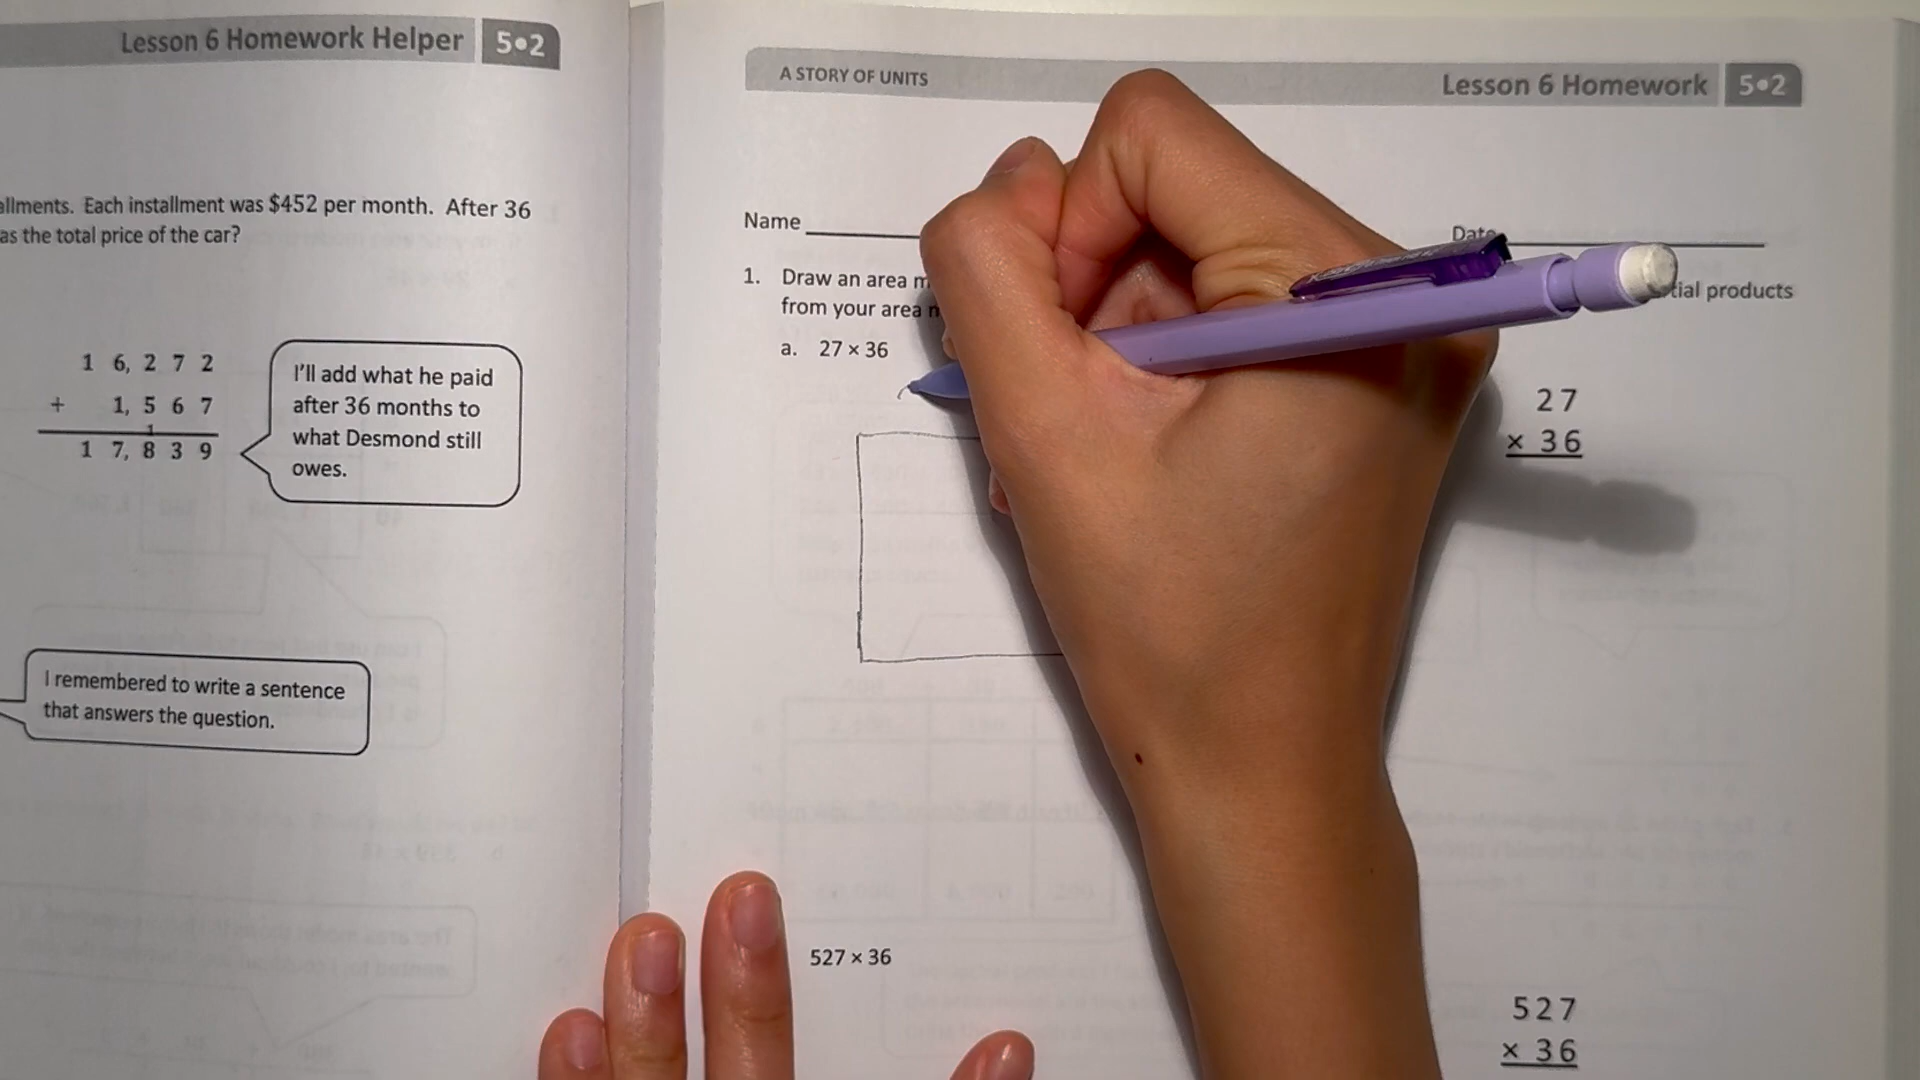 Lesson 6 Homework Helper 5•2
allments. Each installment was $452 per month. After 36
as the total price of the car?
1 6, 2 7 2
+ 1, 5 6 7
1
1 7, 8 3 9
I'll add what he paid
after 36 months to
what Desmond still
owes.
I remembered to write a sentence
that answers the question.
A STORY OF UNITS
Lesson 6 Homework 5•2
Name
Date
1. Draw an area
products
from your area
a. 27 × 36
27
× 36
527 × 36
527
× 36